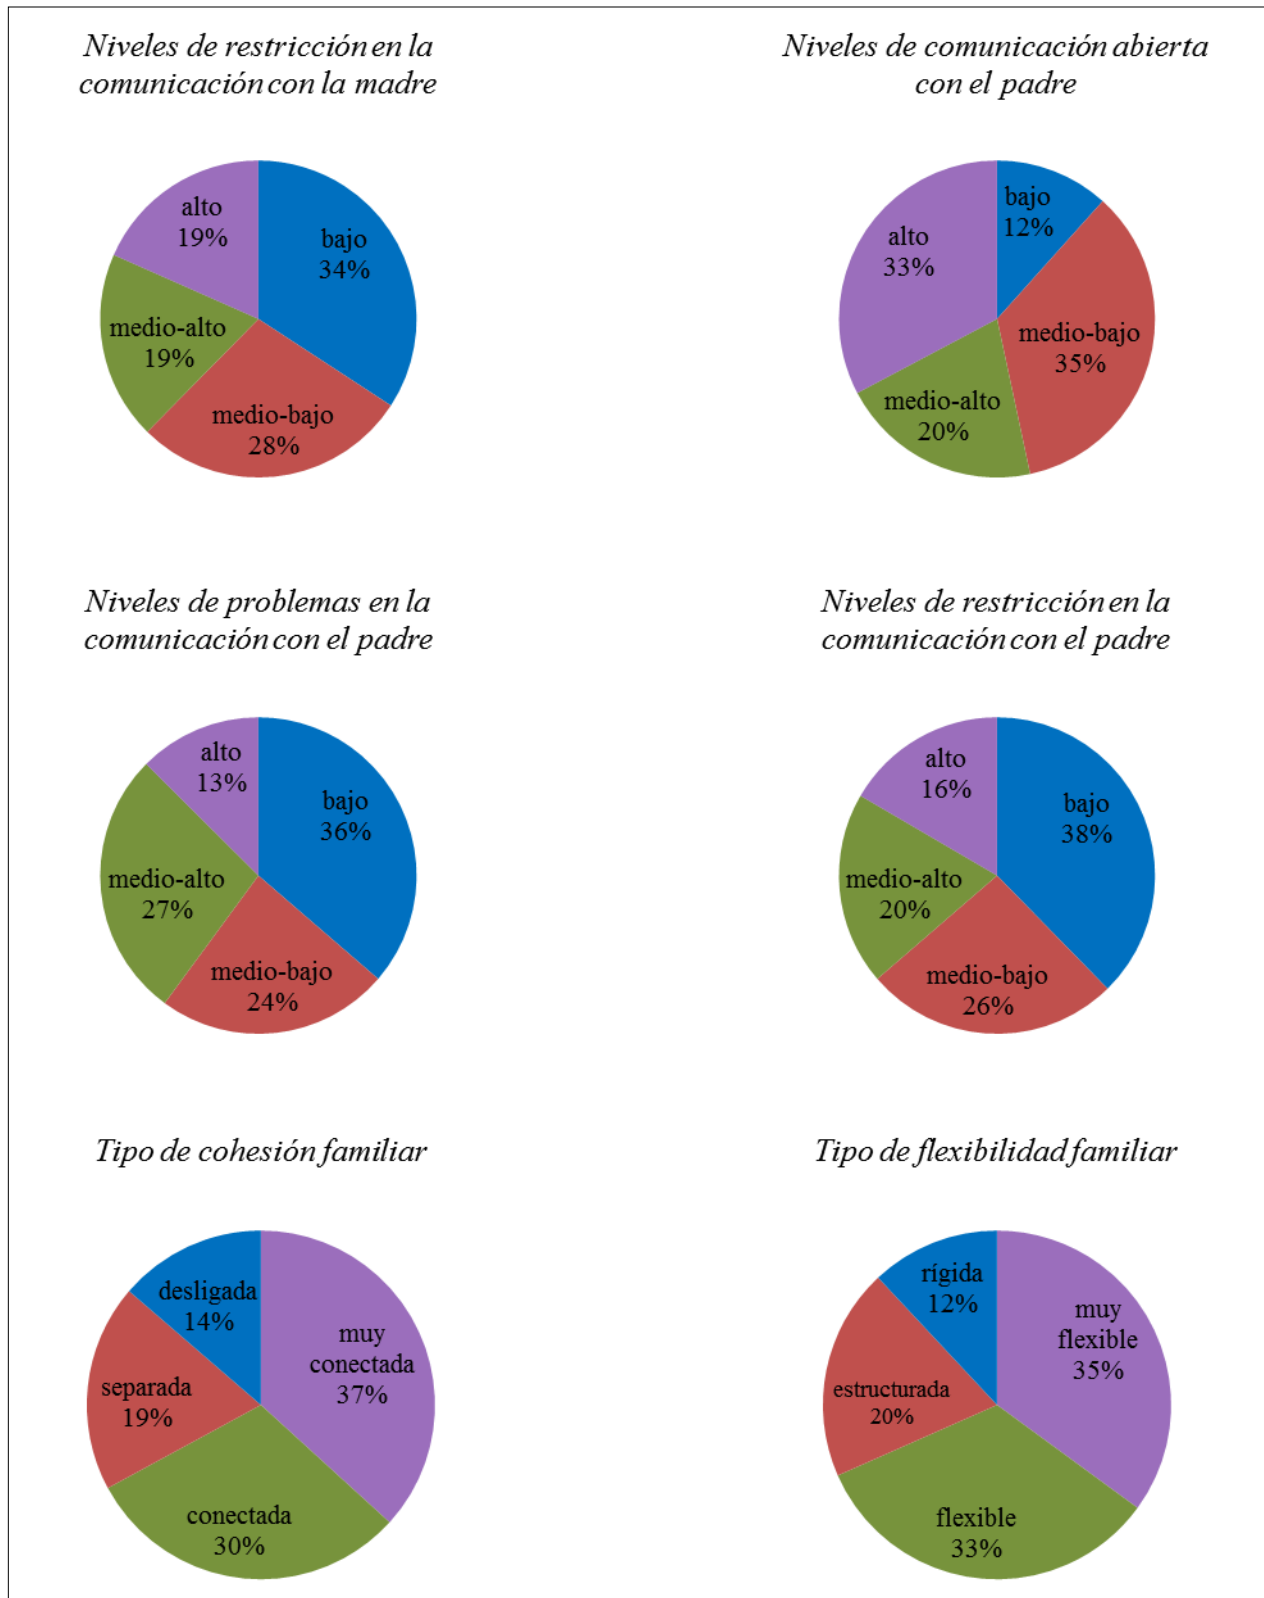 Niveles de restricción en la
comunicación con la madre
alto
19%
bajo
34%
medio-alto
19%
medio-bajo
28%
Niveles de comunicación abierta
con el padre
bajo
12%
alto
33%
medio-bajo
35%
medio-alto
20%
Niveles de problemas en la
comunicación con el padre
alto
13%
bajo
36%
medio-alto
27%
medio-bajo
24%
Niveles de restricción en la
comunicación con el padre
alto
16%
bajo
38%
medio-alto
20%
medio-bajo
26%
Tipo de cohesión familiar
desligada
14%
muy
conectada
37%
separada
19%
conectada
30%
Tipo de flexibilidad familiar
rígida
12%
muy
flexible
35%
estructurada
20%
flexible
33%